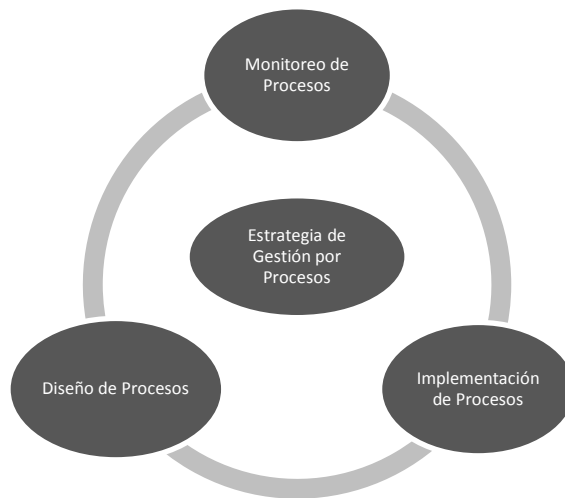 Monitoreo de
Procesos
Estrategia de
Gestión por
Procesos
Diseño de Procesos
Implementación
de Procesos